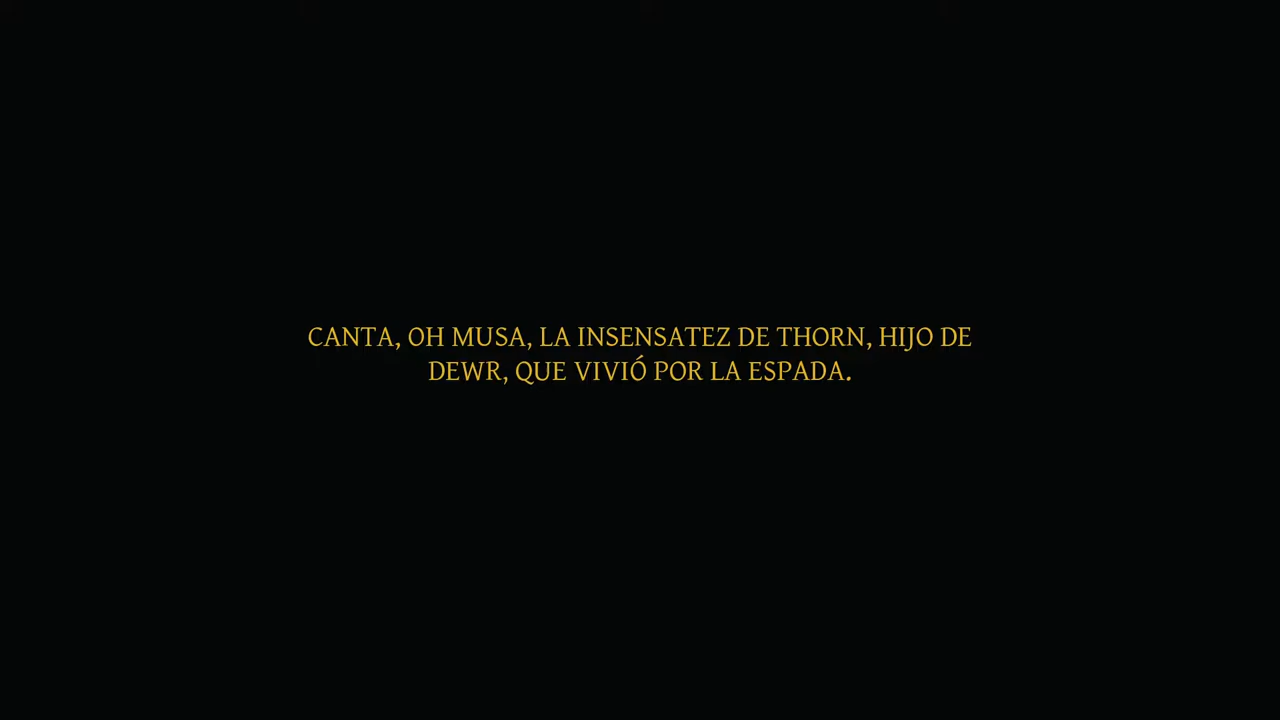 CANTA, OH MUSA, LA INSENSATEZ DE THORN, HIJO DE
DEWR, QUE VIVIÓ POR LA ESPADA.